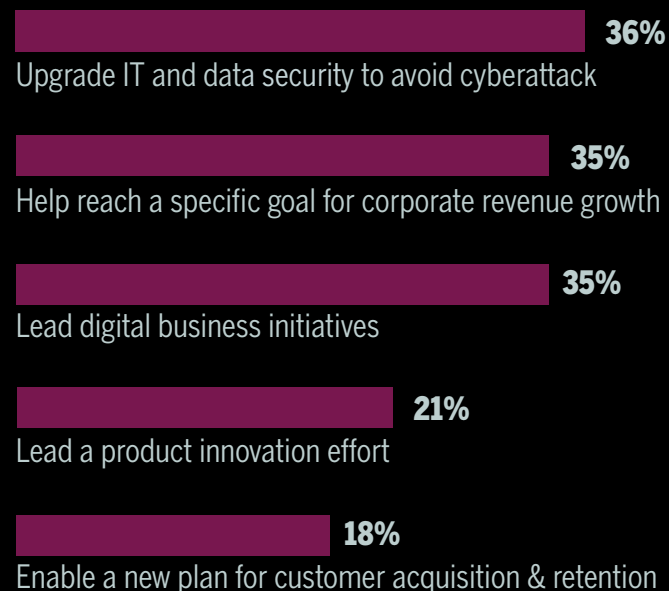 36%
Upgrade IT and data security to avoid cyberattack
35%
Help reach a specific goal for corporate revenue growth
35%
Lead digital business initiatives
21%
Lead a product innovation effort
18%
Enable a new plan for customer acquisition & retention